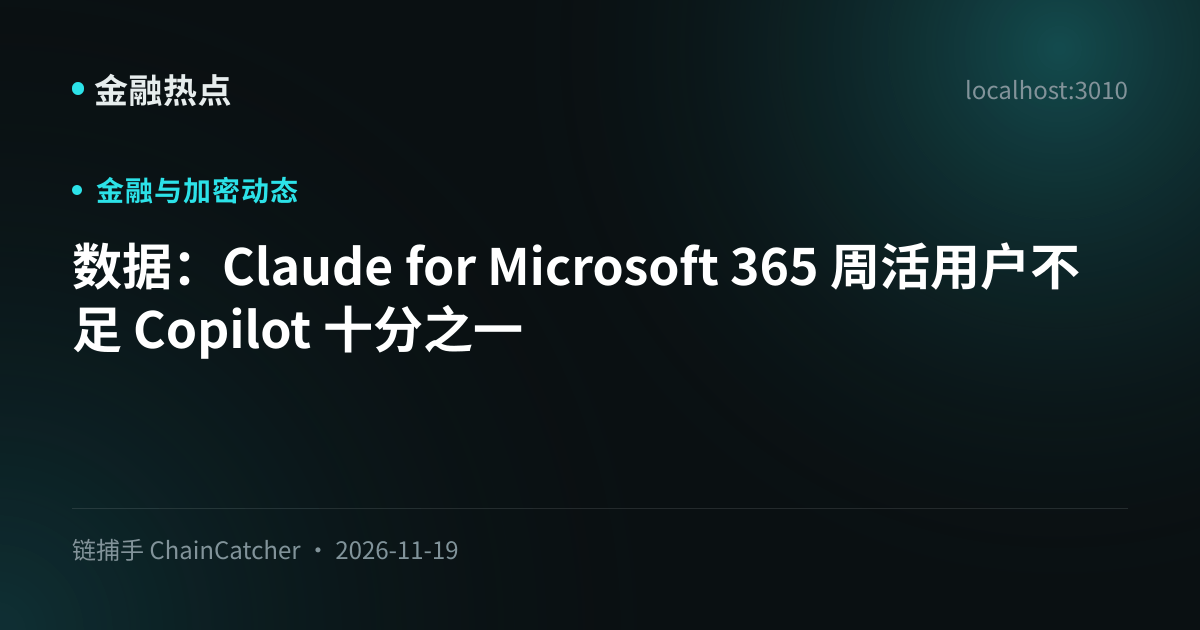 金融热点
localhost:3010
金融与加密动态
数据：Claude for Microsoft 365 周活用户不
足 Copilot 十分之一
链捕手 ChainCatcher · 2026-11-19